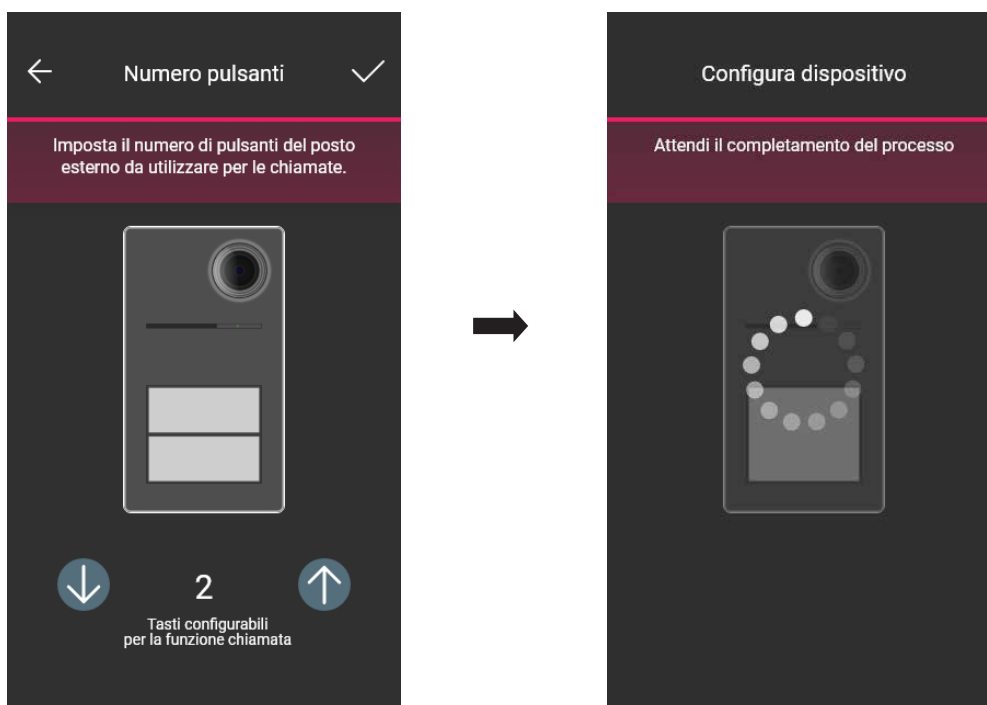 Numero pulsanti
Imposta il numero di pulsanti del posto
esterno da utilizzare per le chiamate.
2
Tasti configurabili
per la funzione chiamata
Configura dispositivo
Attendi il completamento del processo